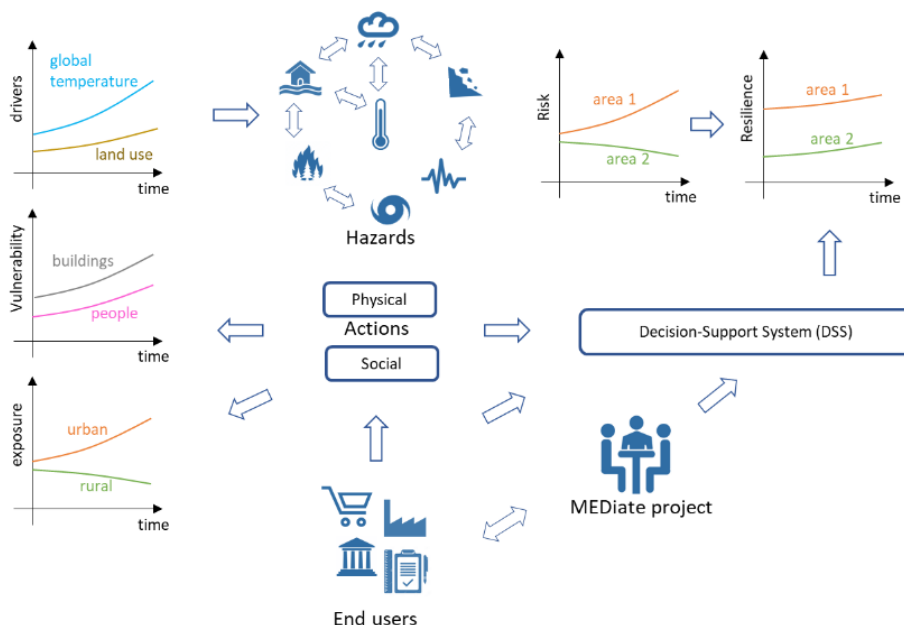 drivers
global
temperature
land use
time
Hazards
Risk
area 1
area 2
time
Resilience
area 1
area 2
time
Vulnerability
buildings
people
time
Physical
Actions
Social
Decision-Support System (DSS)
exposure
urban
rural
time
MEDiate project
End users